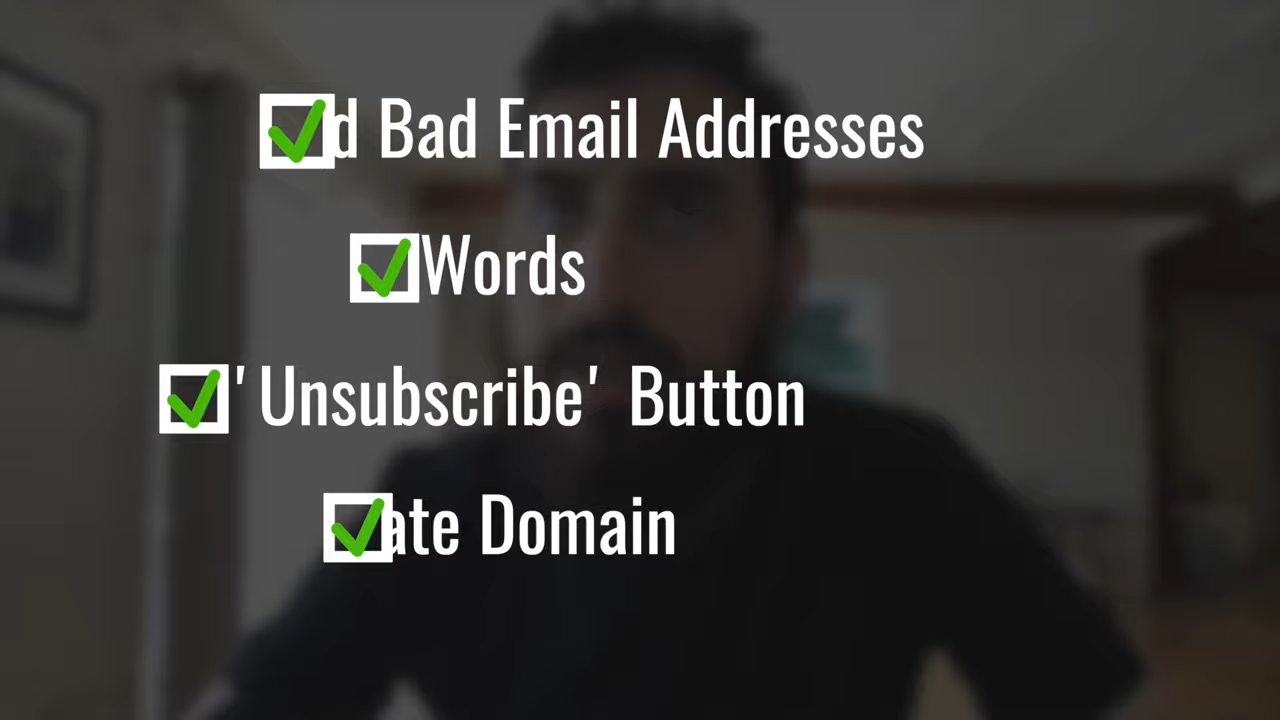 d Bad Email Addresses
Words
'Unsubscribe' Button
ate Domain